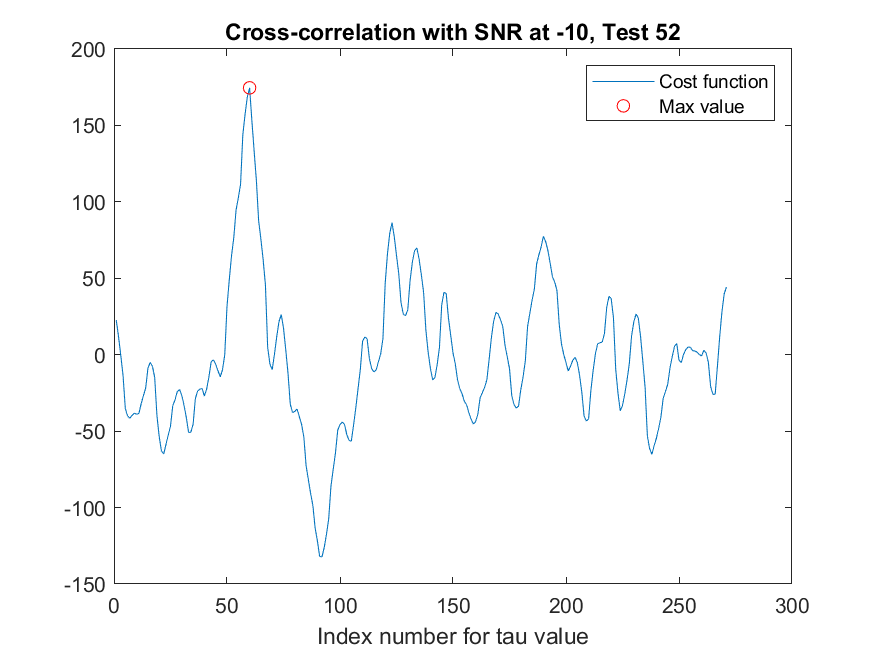 Cross-correlation with SNR at -10, Test 52
200
150
100
50
0
-50
-100
-150
Cost function
Max value
0 50 100 150 200 250 300
Index number for tau value